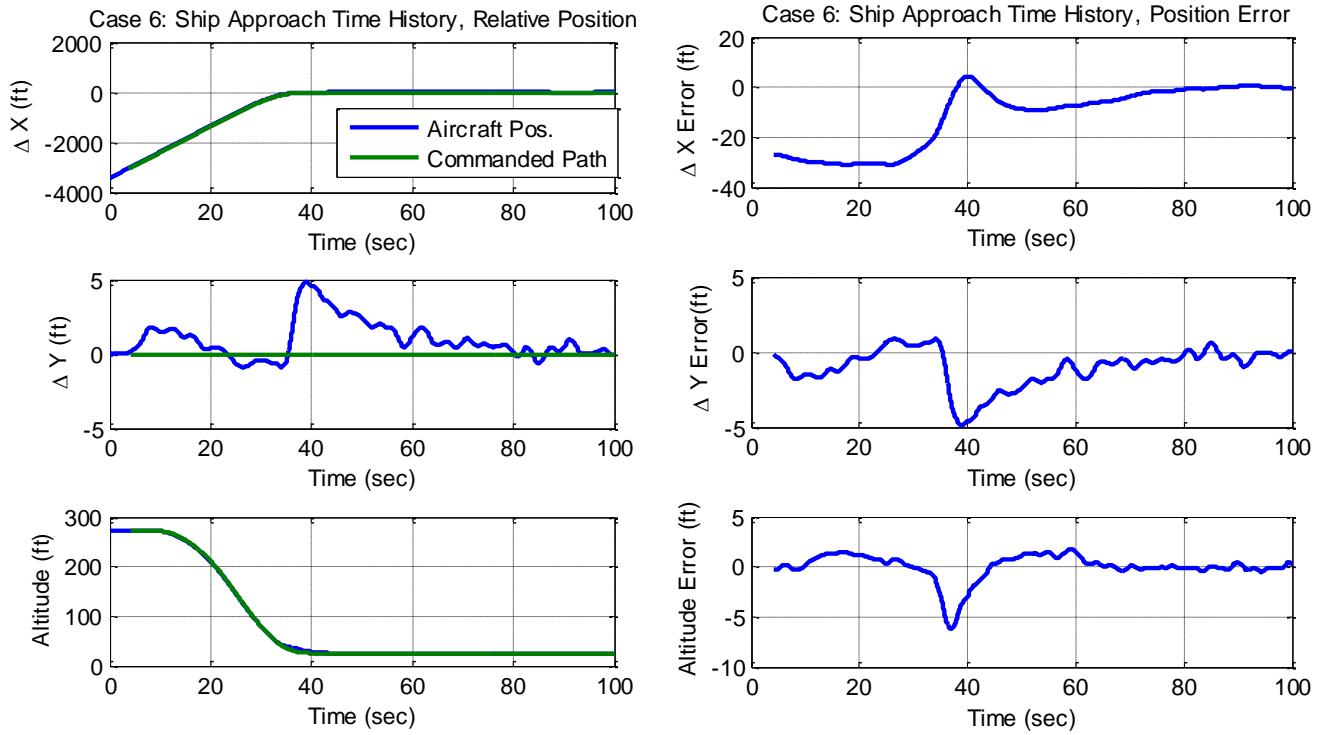 Case 6: Ship Approach Time History, Relative Position
2000
0
-2000
-4000
Δ X (ft)
Aircraft Pos.
Commanded Path
0 20 40 60 80 100
Time (sec)
5
0
-5
Δ Y (ft)
0 20 40 60 80 100
Time (sec)
300
200
100
0
Altitude (ft)
0 20 40 60 80 100
Time (sec)
Case 6: Ship Approach Time History, Position Error
20
0
-20
-40
Δ X Error (ft)
0 20 40 60 80 100
Time (sec)
5
0
-5
Δ Y Error(ft)
0 20 40 60 80 100
Time (sec)
5
0
-5
-10
Altitude Error (ft)
0 20 40 60 80 100
Time (sec)